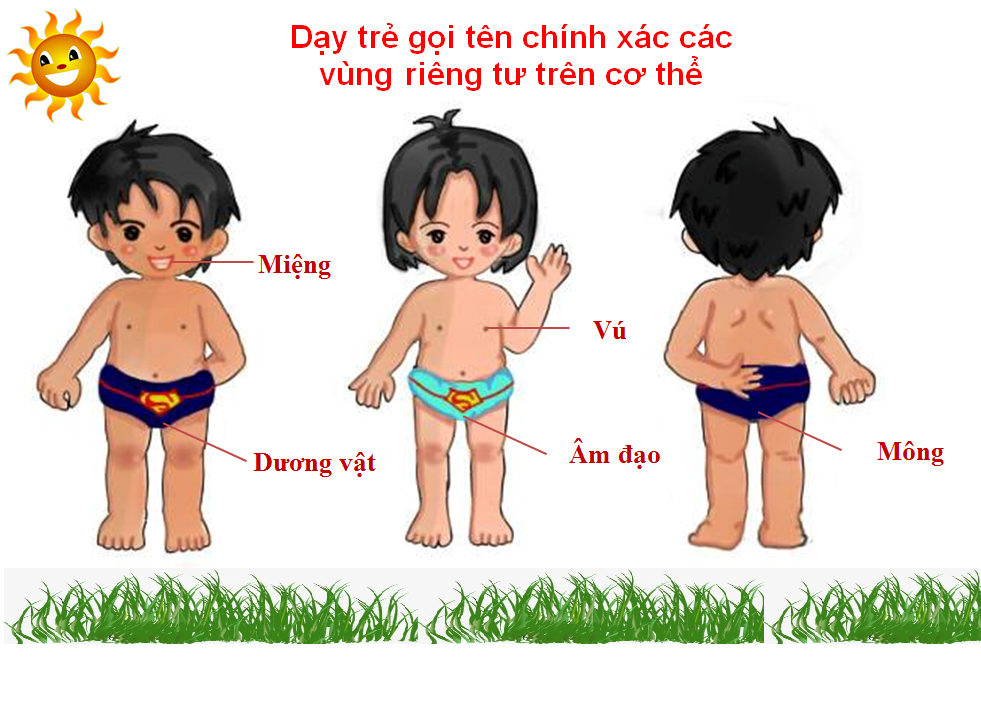 Dạy trẻ gọi tên chính xác các
vùng riêng tư trên cơ thể
Miệng
Vú
Dương vật
Âm đạo
Mông